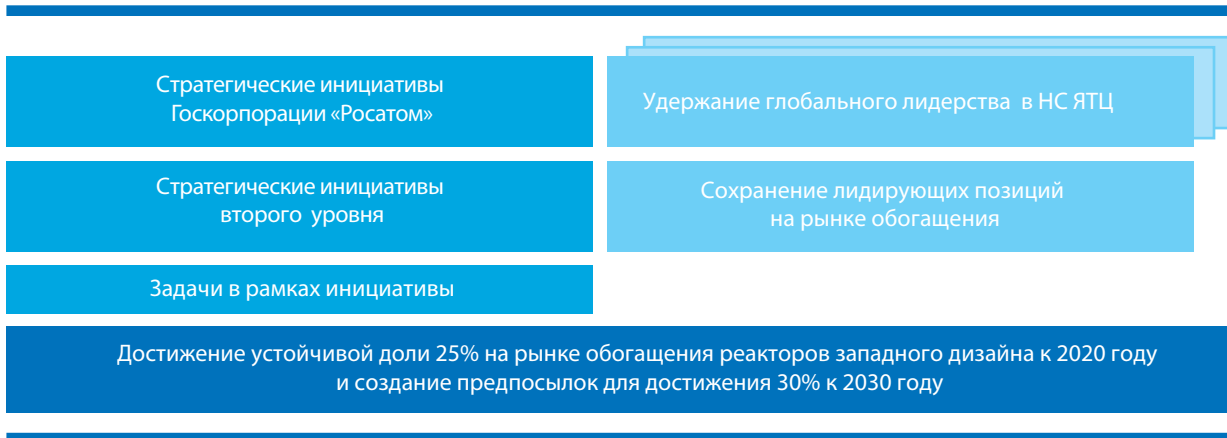 Стратегические инициативы
Госкорпорации «Росатом»
Удержание глобального лидерства в НС ЯТЦ
Стратегические инициативы
второго уровня
Сохранение лидирующих позиций
на рынке обогащения
Задачи в рамках инициативы
Достижение устойчивой доли 25% на рынке обогащения реакторов западного дизайна к 2020 году
и создание предпосылок для достижения 30% к 2030 году